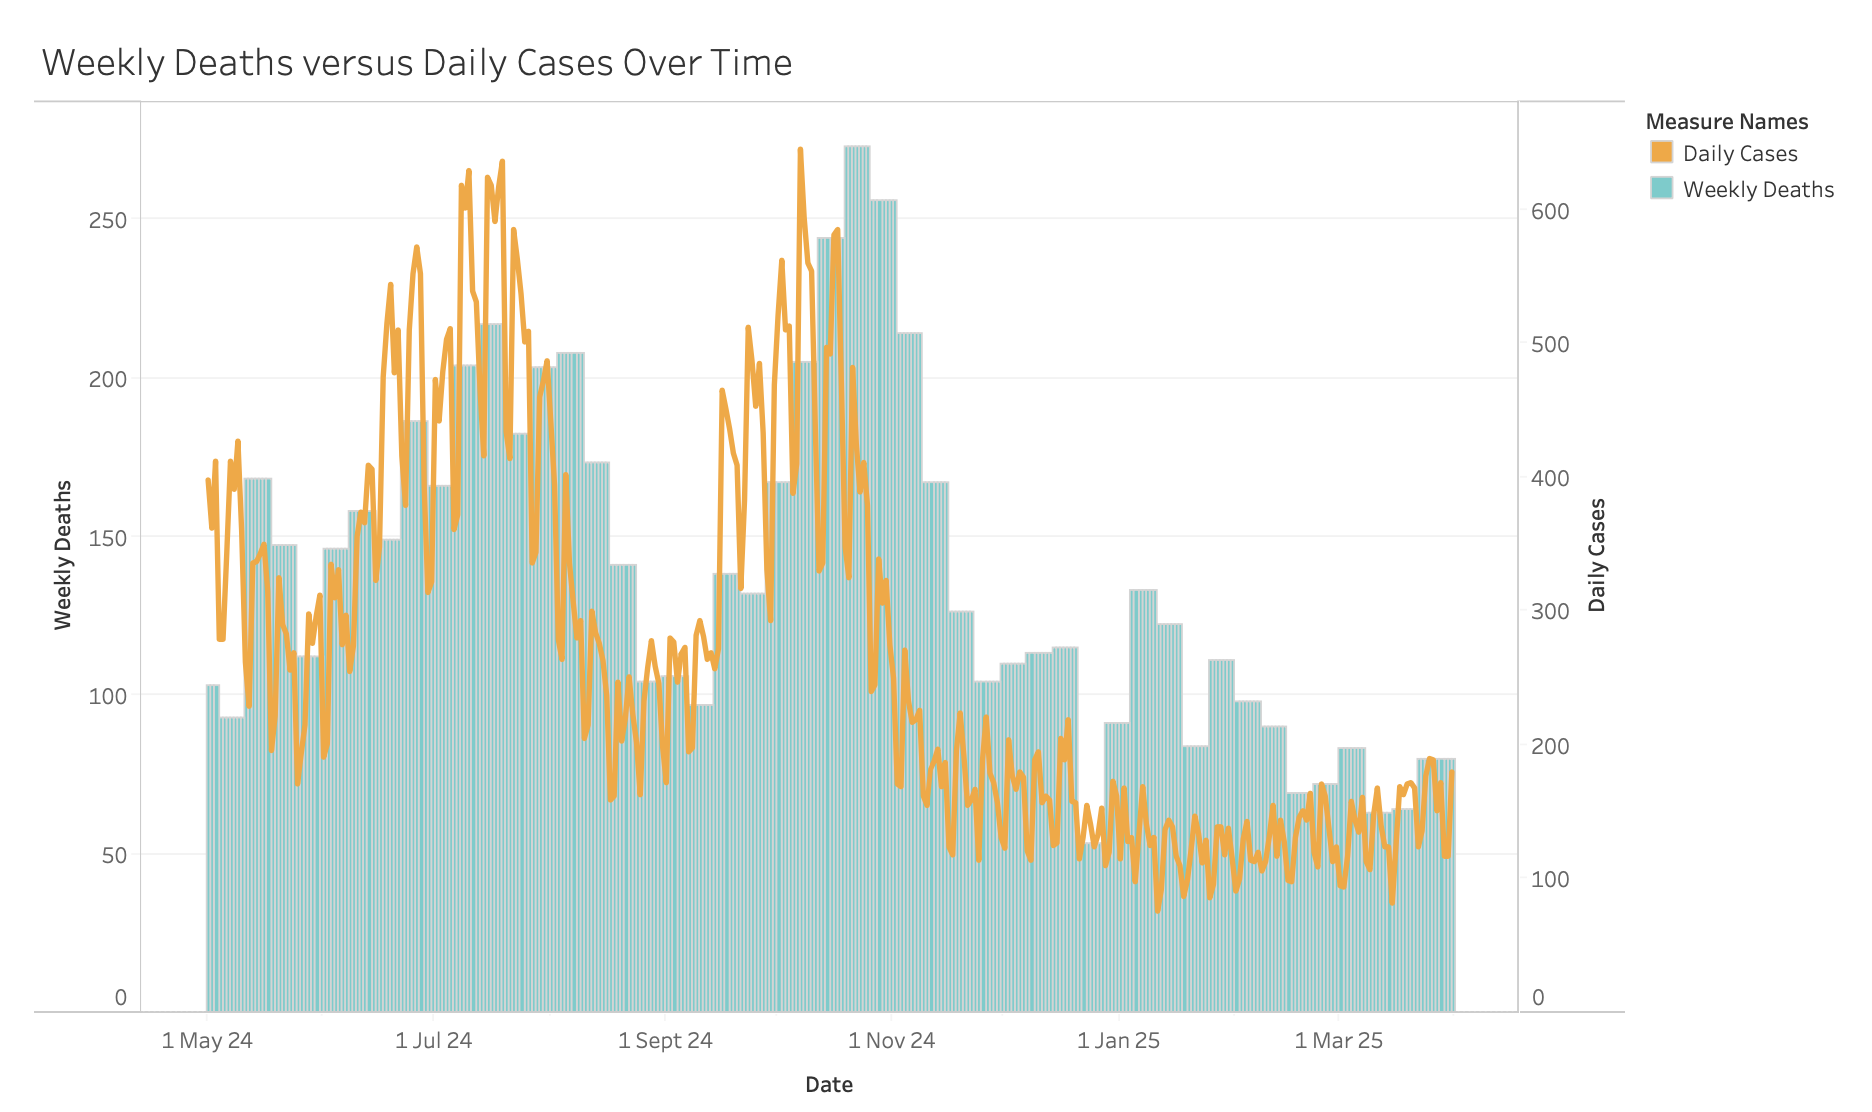 Weekly Deaths versus Daily Cases Over Time
Measure Names
Daily Cases
Weekly Deaths
Weekly Deaths
250
200
150
100
50
0
Daily Cases
600
500
400
300
200
100
0
1 May 24
1 Jul 24
1 Sept 24
1 Nov 24
1 Jan 25
1 Mar 25
Date